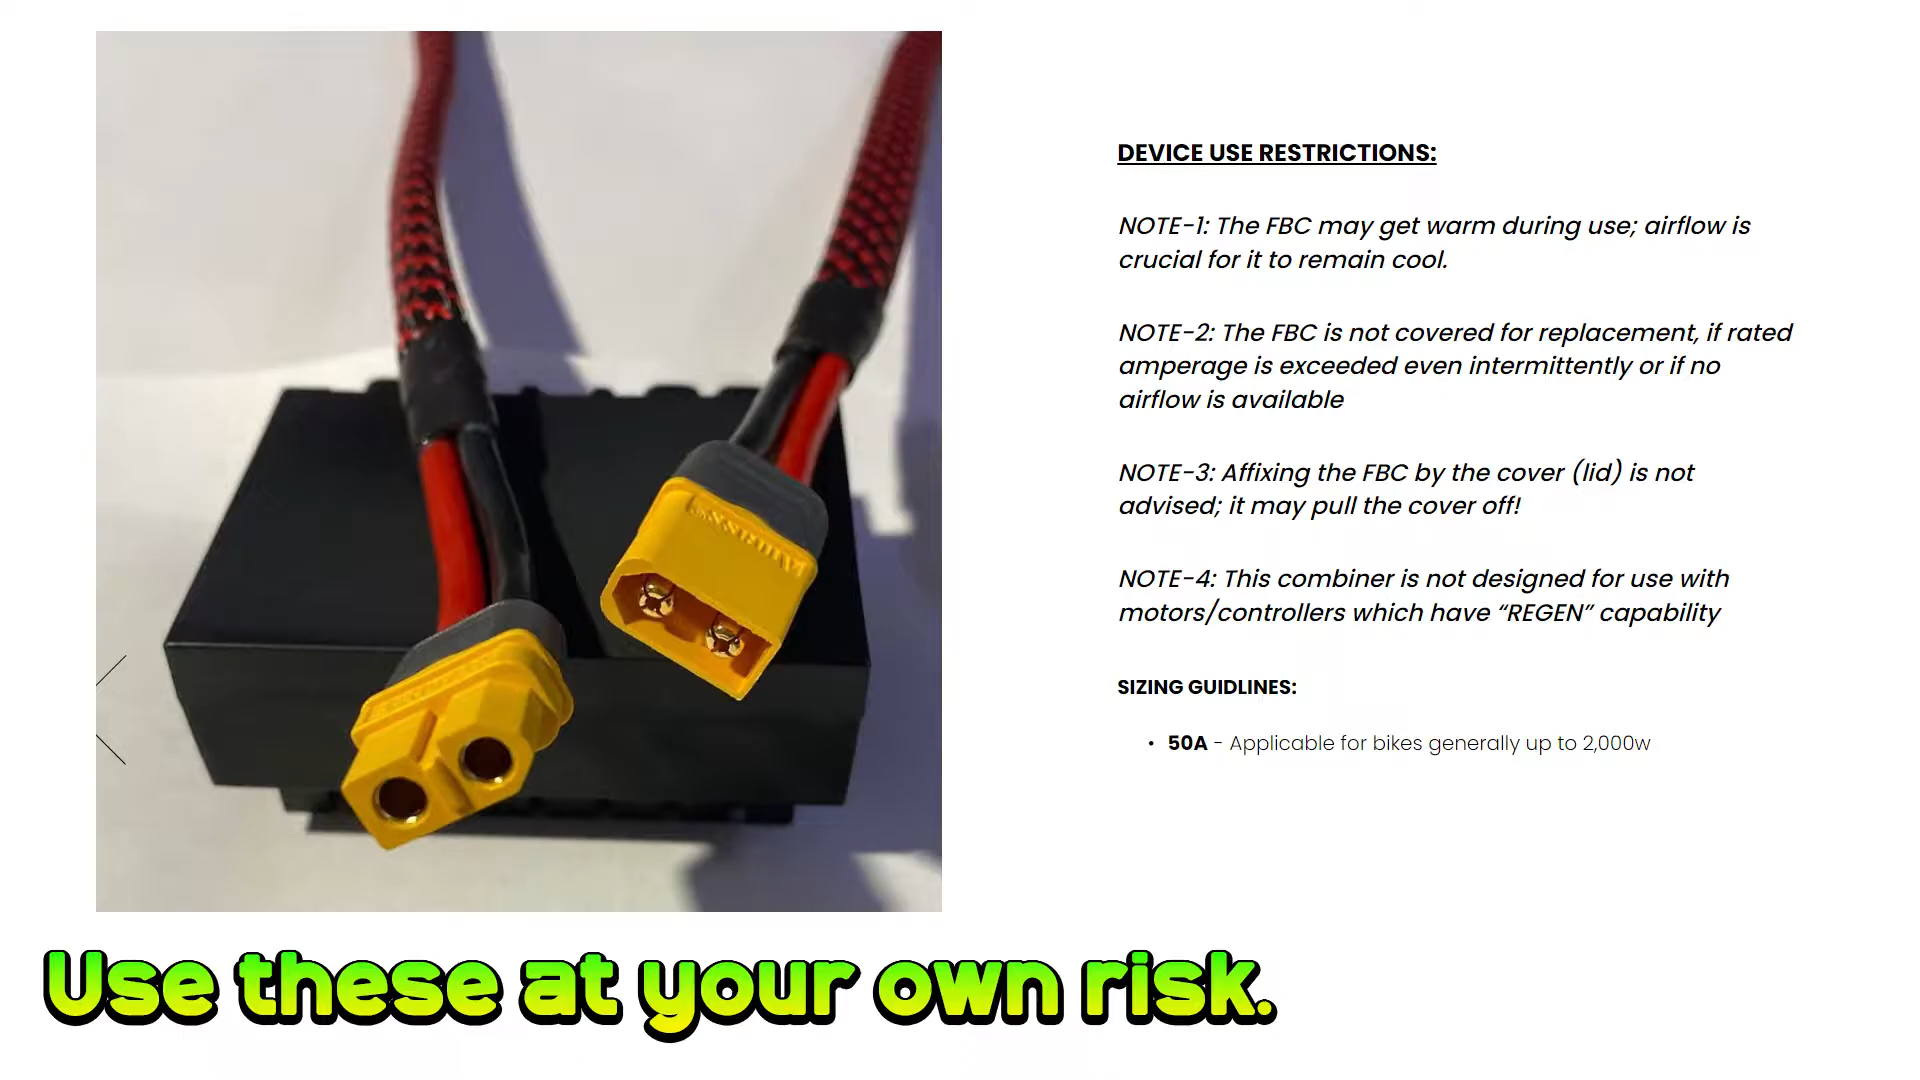 DEVICE USE RESTRICTIONS:
NOTE-1: The FBC may get warm during use; airflow is
crucial for it to remain cool.
NOTE-2: The FBC is not covered for replacement, if rated
amperage is exceeded even intermittently or if no
airflow is available
NOTE-3: Affixing the FBC by the cover (lid) is not
advised; it may pull the cover off!
NOTE-4: This combiner is not designed for use with
motors/controllers which have “REGEN” capability
SIZING GUIDLINES:
• 50A - Applicable for bikes generally up to 2,000w
Use these at your own risk.